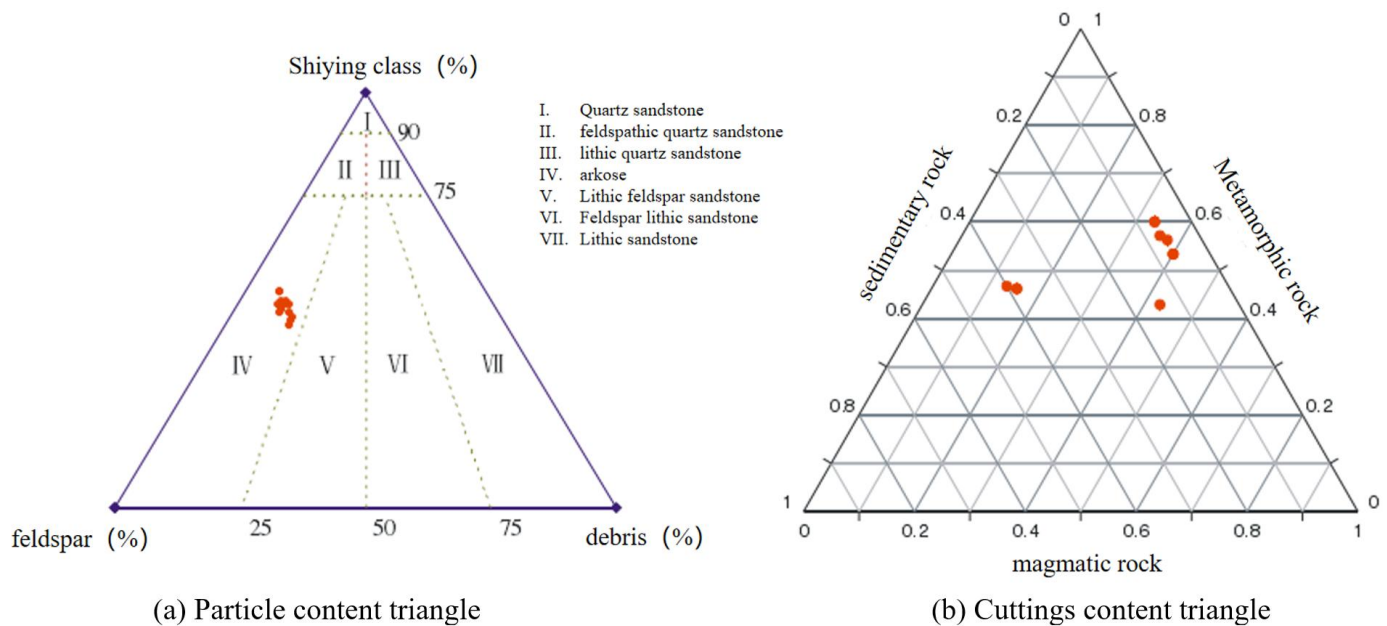 Shiying class (%)
I
90
II
III
75
IV
V
VI
VII
25
50
75
feldspar (%)
debris (%)
I. Quartz sandstone
II. feldspathic quartz sandstone
III. lithic quartz sandstone
IV. arkose
V. Lithic feldspar sandstone
VI. Feldspar lithic sandstone
VII. Lithic sandstone
(a) Particle content triangle
0 1
0.2 0.8
0.4 0.6
0.6 0.4
0.8 0.2
1 0
0 0.2 0.4 0.6 0.8 1
sedimentary rock
Metamorphic rock
magmatic rock
(b) Cuttings content triangle